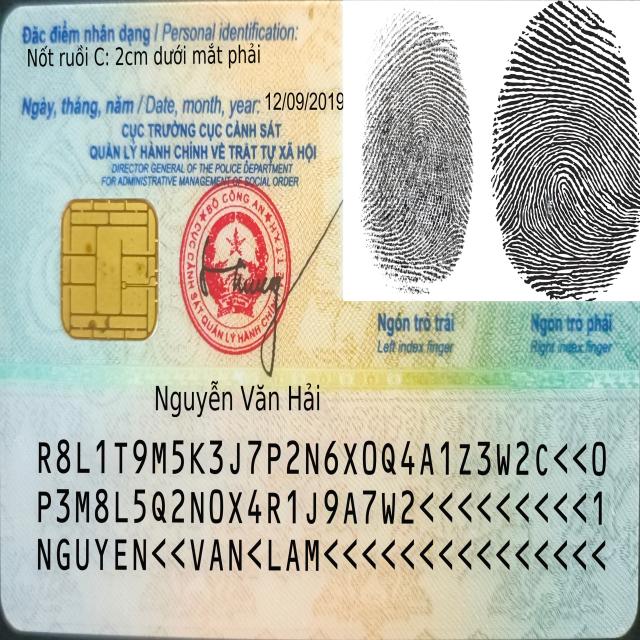 Đặc điểm nhân dạng / Personal identification:
Nốt ruồi C: 2cm dưới mắt phải
Ngày, tháng, năm / Date, month, year: 12/09/2019
CỤC TRƯỞNG CỤC CẢNH SÁT
QUẢN LÝ HÀNH CHÍNH VỀ TRẬT TỰ XÃ HỘI
DIRECTOR GENERAL OF THE POLICE DEPARTMENT
FOR ADMINISTRATIVE MANAGEMENT OF SOCIAL ORDER
BỘ CÔNG AN
CỤC CẢNH SÁT QUẢN LÝ HÀNH CHÍNH
Ngón trỏ trái
Left index finger
Ngón trỏ phải
Right index finger
Nguyễn Văn Hải
R8L1T9M5K3J7P2N6X0Q4A1Z3W2C<<0
P3M8L5Q2N0X4R1J9A7W2<<<<<<<<<1
NGUYEN<<VAN<LAM<<<<<<<<<<<<<<<